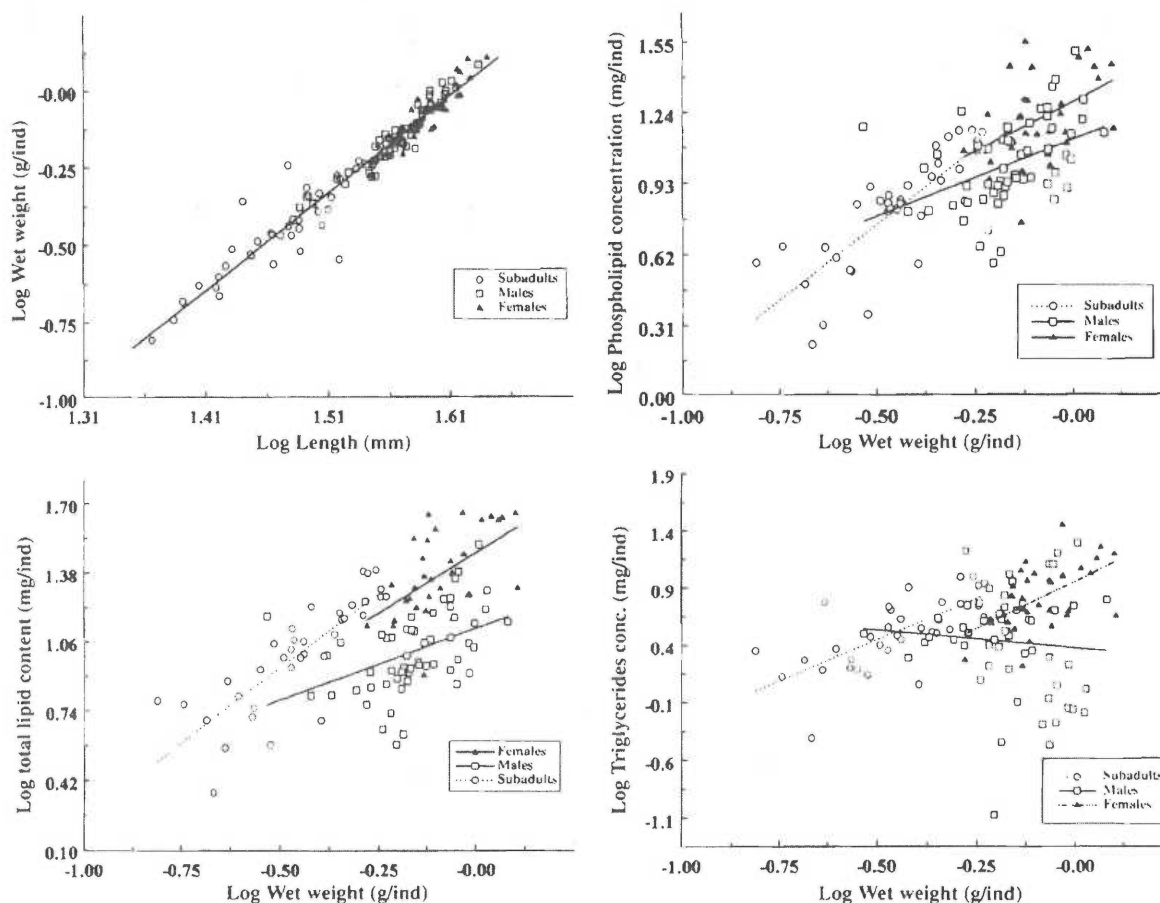 Log Wet weight (g/ind)
-0.00
-0.25
-0.50
-0.75
-1.00
1.31 1.41 1.51 1.61
Log Length (mm)
Subadults
Males
Females
Log Phospholipid concentration (mg/ind)
1.55
1.24
0.93
0.62
0.31
0.00
-1.00 -0.75 -0.50 -0.25 -0.00
Log Wet weight (g/ind)
Subadults
Males
Females
Log total lipid content (mg/ind)
1.70
1.38
1.06
0.74
0.42
0.10
-1.00 -0.75 -0.50 -0.25 -0.00
Log Wet weight (g/ind)
Females
Males
Subadults
Log Triglycerides conc. (mg/ind)
1.9
1.4
0.9
0.4
-0.1
-0.6
-1.1
-1.00 -0.75 -0.50 -0.25 -0.00
Log Wet weight (g/ind)
Subadults
Males
Females